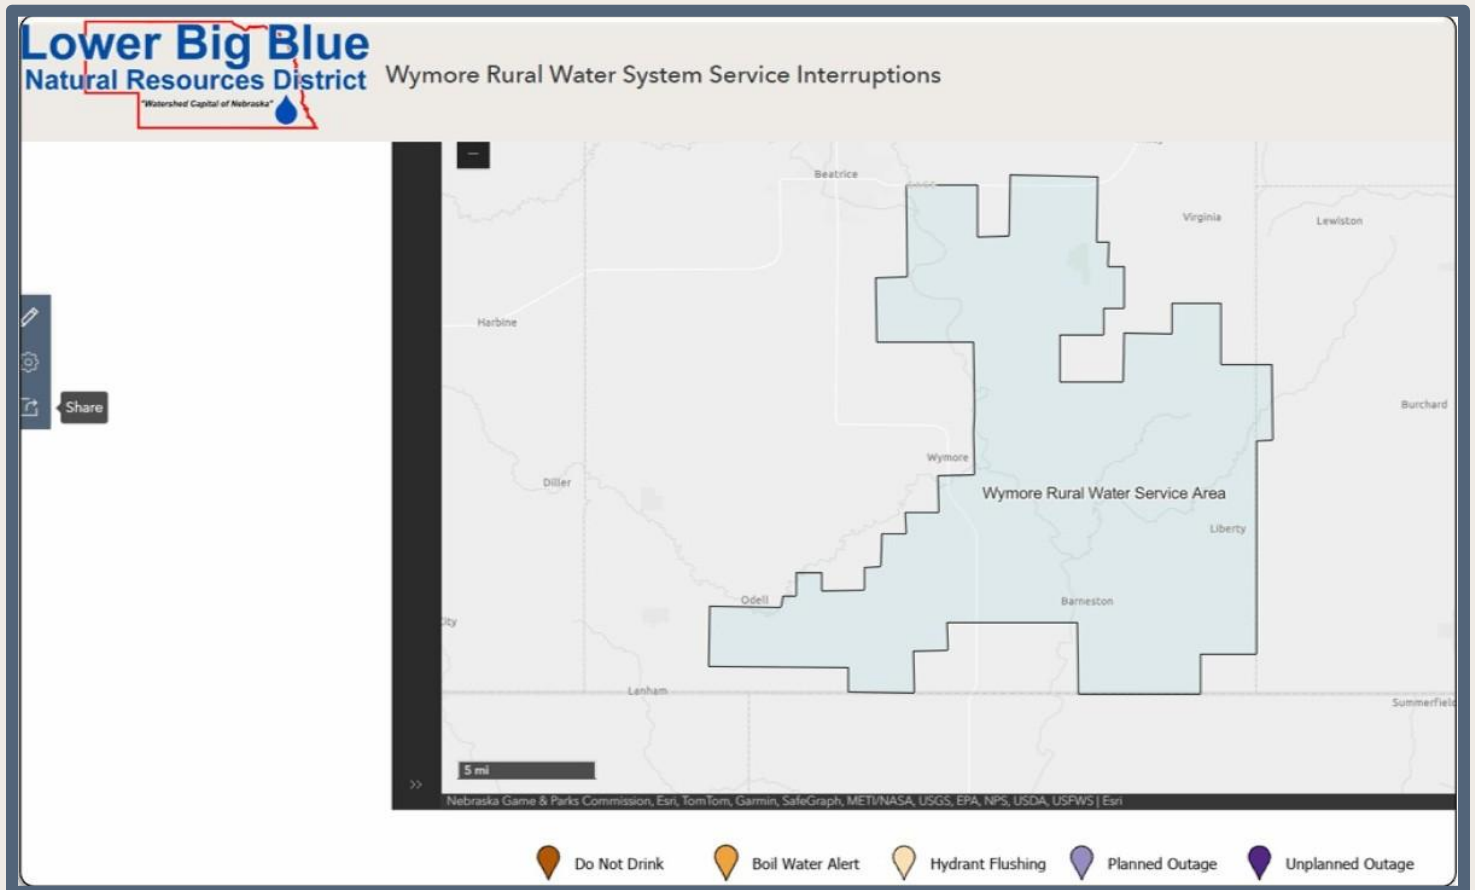 Lower Big Blue
Natural Resources District
"Watershed Capital of Nebraska"
Wymore Rural Water System Service Interruptions
Beatrice
Virginia
Lewiston
Harbine
Share
Burchard
Wymore
Diller
Wymore Rural Water Service Area
Liberty
Odell
Barneston
Lanham
Summerfield
5 mi
Nebraska Game & Parks Commission, Esri, TomTom, Garmin, SafeGraph, METI/NASA, USGS, EPA, NPS, USDA, USFWS | Esri
Do Not Drink
Boil Water Alert
Hydrant Flushing
Planned Outage
Unplanned Outage